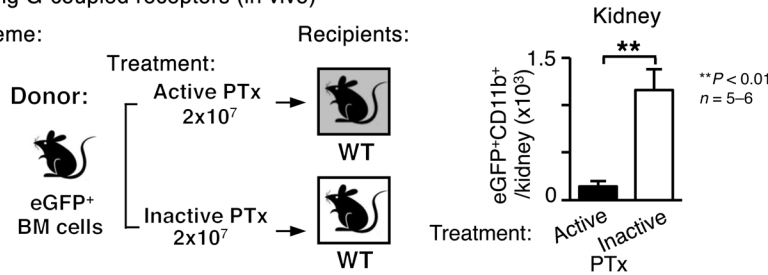 G-coupled receptors (in vivo)
eme:
Treatment:
Recipients:
Donor:
Active PTx
2x10⁷
WT
eGFP⁺
BM cells
Inactive PTx
2x10⁷
WT
Kidney
eGFP⁺CD11b⁺
/kidney (x10³)
1.5
0
**
**P < 0.01
n = 5–6
Treatment:
Active
Inactive
PTx